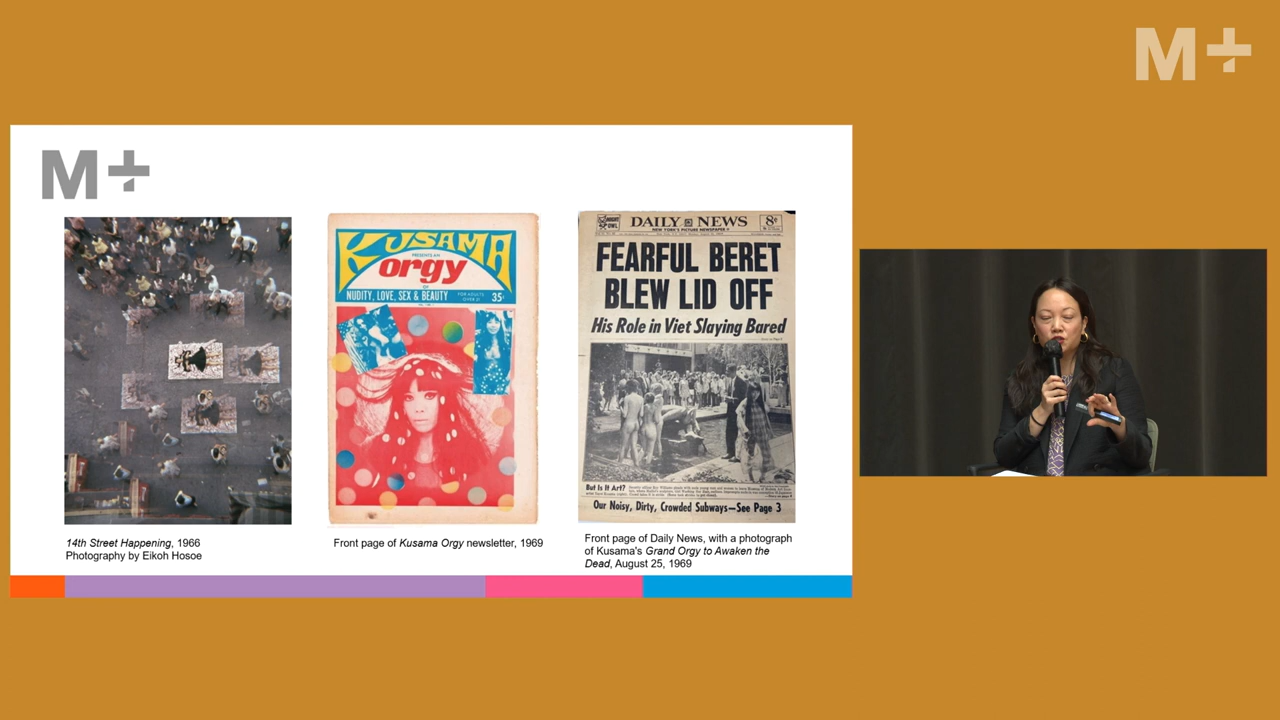 M+
M+
KUSAMA
PRESENTS AN
orgy
OF
NUDITY, LOVE, SEX & BEAUTY
FOR ADULTS
OVER 21
35¢
DAILY NEWS
NEW YORK'S PICTURE NEWSPAPER
8¢
FEARFUL BERET
BLEW LID OFF
His Role in Viet Slaying Bared
But Is It Art?
Our Noisy, Dirty, Crowded Subways—See Page 3
14th Street Happening, 1966
Photography by Eikoh Hosoe
Front page of Kusama Orgy newsletter, 1969
Front page of Daily News, with a photograph
of Kusama's Grand Orgy to Awaken the
Dead, August 25, 1969